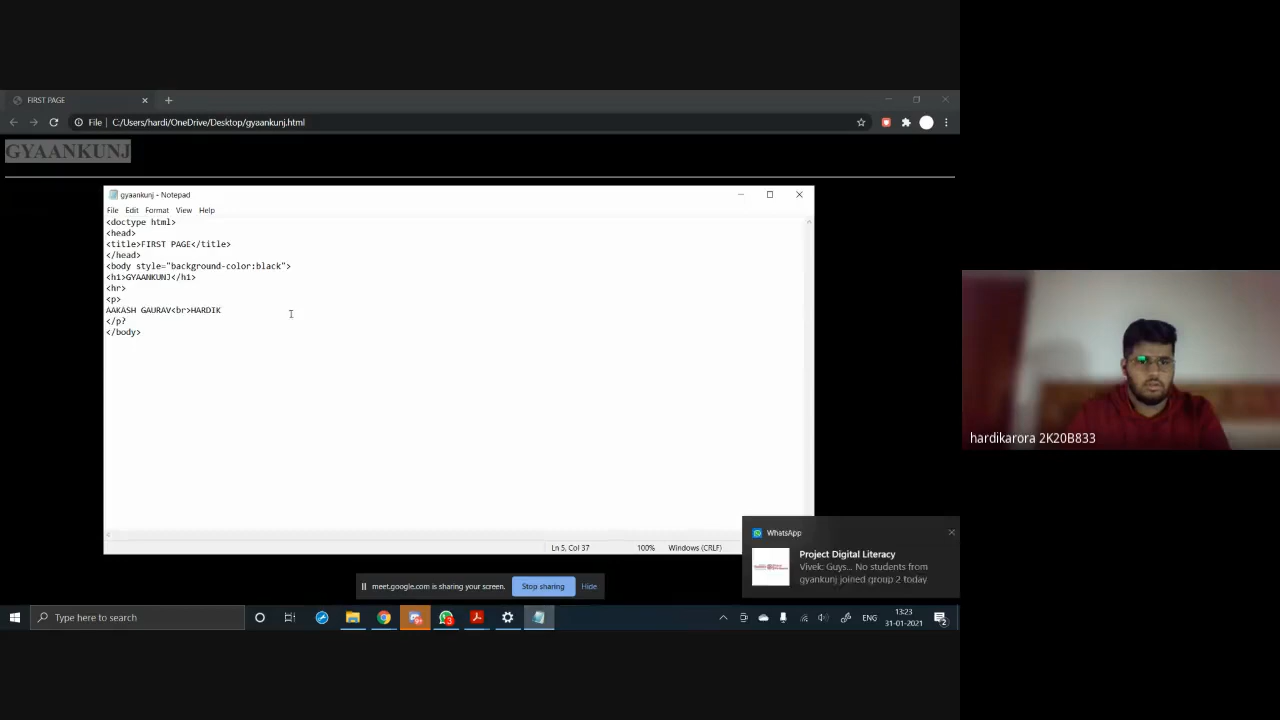 FIRST PAGE
File C:/Users/hardi/OneDrive/Desktop/gyaankunj.html
GYAANKUNJ
gyaankunj - Notepad
File Edit Format View Help
<doctype html>
<head>
<title>FIRST PAGE</title>
</head>
<body style="background-color:black">
<h1>GYAANKUNJ</h1>
<hr>
<p>
AAKASH GAURAV<br>HARDIK
</p?
</body>
Ln 5, Col 37 100% Windows (CRLF)
WhatsApp
Project Digital Literacy
Vivek: Guys... No students from
gyankunj joined group 2 today
meet.google.com is sharing your screen. Stop sharing Hide
hardikarora 2K20B833
Type here to search
3
ENG
13:23
31-01-2021
2